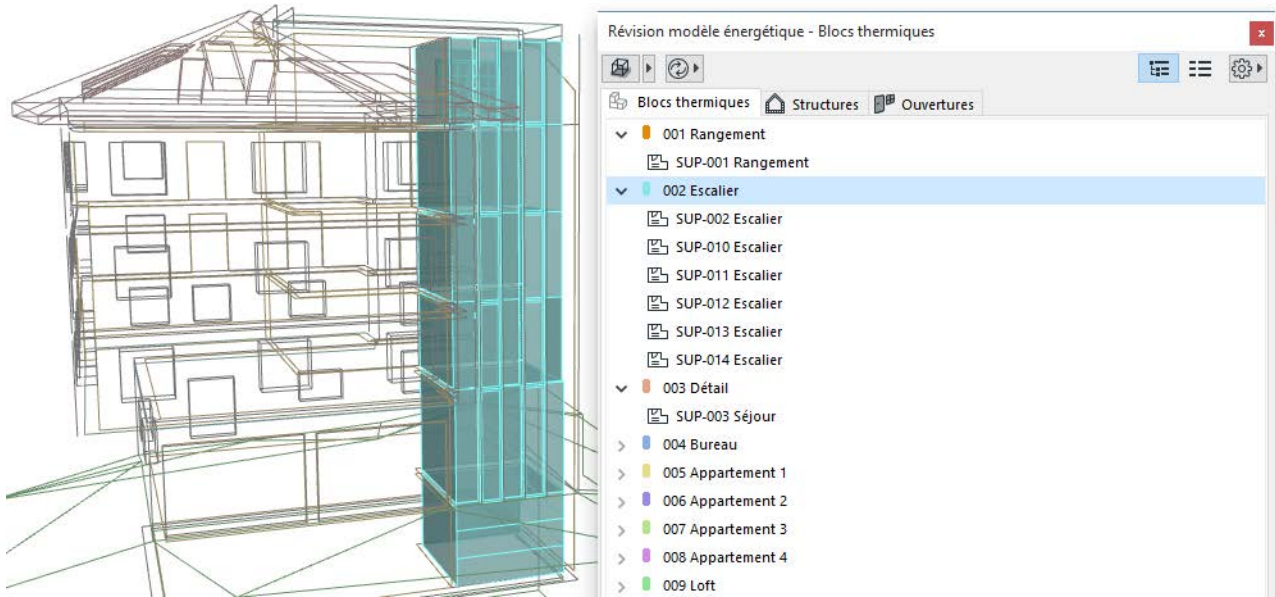 Révision modèle énergétique - Blocs thermiques
x
Blocs thermiques Structures Ouvertures
001 Rangement
SUP-001 Rangement
002 Escalier
SUP-002 Escalier
SUP-010 Escalier
SUP-011 Escalier
SUP-012 Escalier
SUP-013 Escalier
SUP-014 Escalier
003 Détail
SUP-003 Séjour
004 Bureau
005 Appartement 1
006 Appartement 2
007 Appartement 3
008 Appartement 4
009 Loft